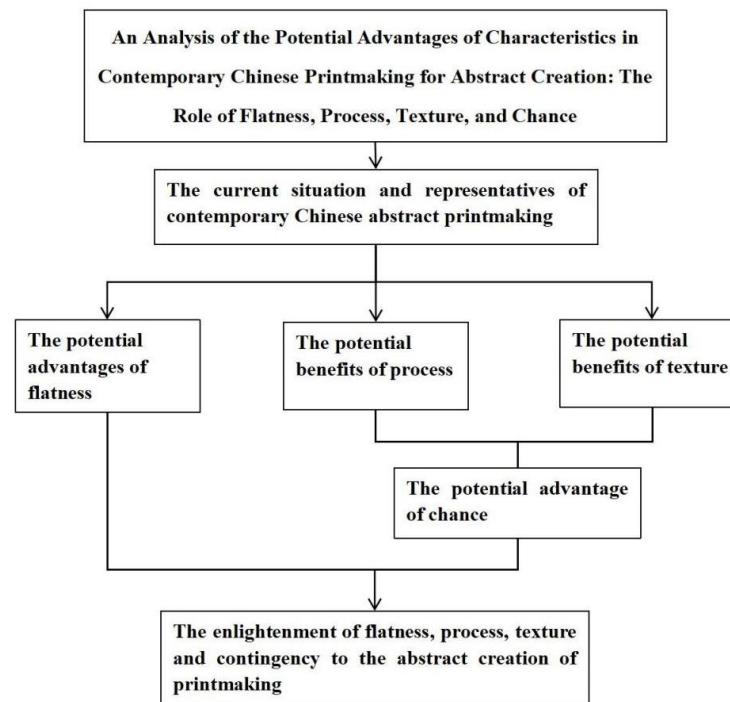 An Analysis of the Potential Advantages of Characteristics in
Contemporary Chinese Printmaking for Abstract Creation: The
Role of Flatness, Process, Texture, and Chance
The current situation and representatives of
contemporary Chinese abstract printmaking
The potential
advantages of
flatness
The potential
benefits of process
The potential
benefits of texture
The potential advantage
of chance
The enlightenment of flatness, process, texture
and contingency to the abstract creation of
printmaking